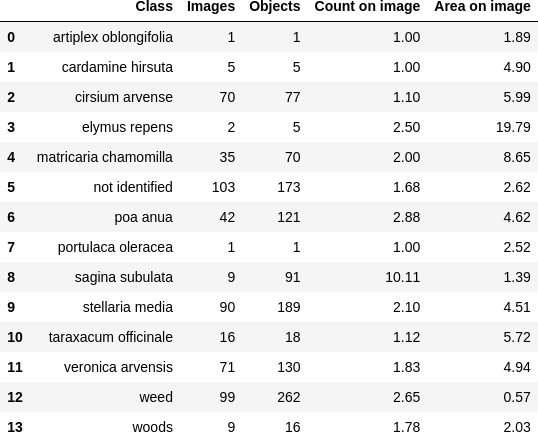 Class Images Objects Count on image Area on image
0 artiplex oblongifolia 1 1 1.00 1.89
1 cardamine hirsuta 5 5 1.00 4.90
2 cirsium arvense 70 77 1.10 5.99
3 elymus repens 2 5 2.50 19.79
4 matricaria chamomilla 35 70 2.00 8.65
5 not identified 103 173 1.68 2.62
6 poa anua 42 121 2.88 4.62
7 portulaca oleracea 1 1 1.00 2.52
8 sagina subulata 9 91 10.11 1.39
9 stellaria media 90 189 2.10 4.51
10 taraxacum officinale 16 18 1.12 5.72
11 veronica arvensis 71 130 1.83 4.94
12 weed 99 262 2.65 0.57
13 woods 9 16 1.78 2.03